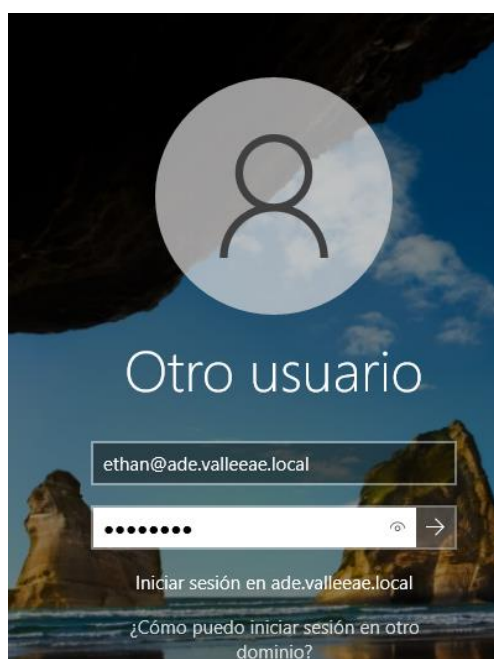 Otro usuario
ethan@ade.valleeae.local
●●●●●●●●
Iniciar sesión en ade.valleeae.local
¿Cómo puedo iniciar sesión en otro
dominio?